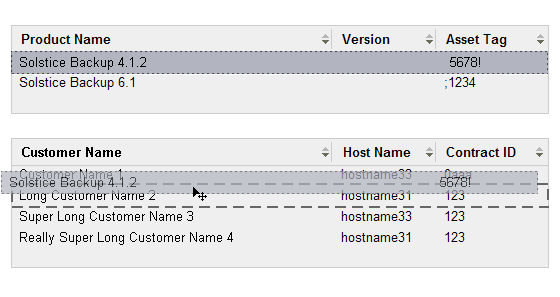 Product Name Version Asset Tag
Solstice Backup 4.1.2 5678!
Solstice Backup 6.1 ;1234
Customer Name Host Name Contract ID
Customer Name 1 hostname33 0aaa
Solstice Backup 4.1.2 5678!
Long Customer Name 2 hostname31 123
Super Long Customer Name 3 hostname33 123
Really Super Long Customer Name 4 hostname31 123